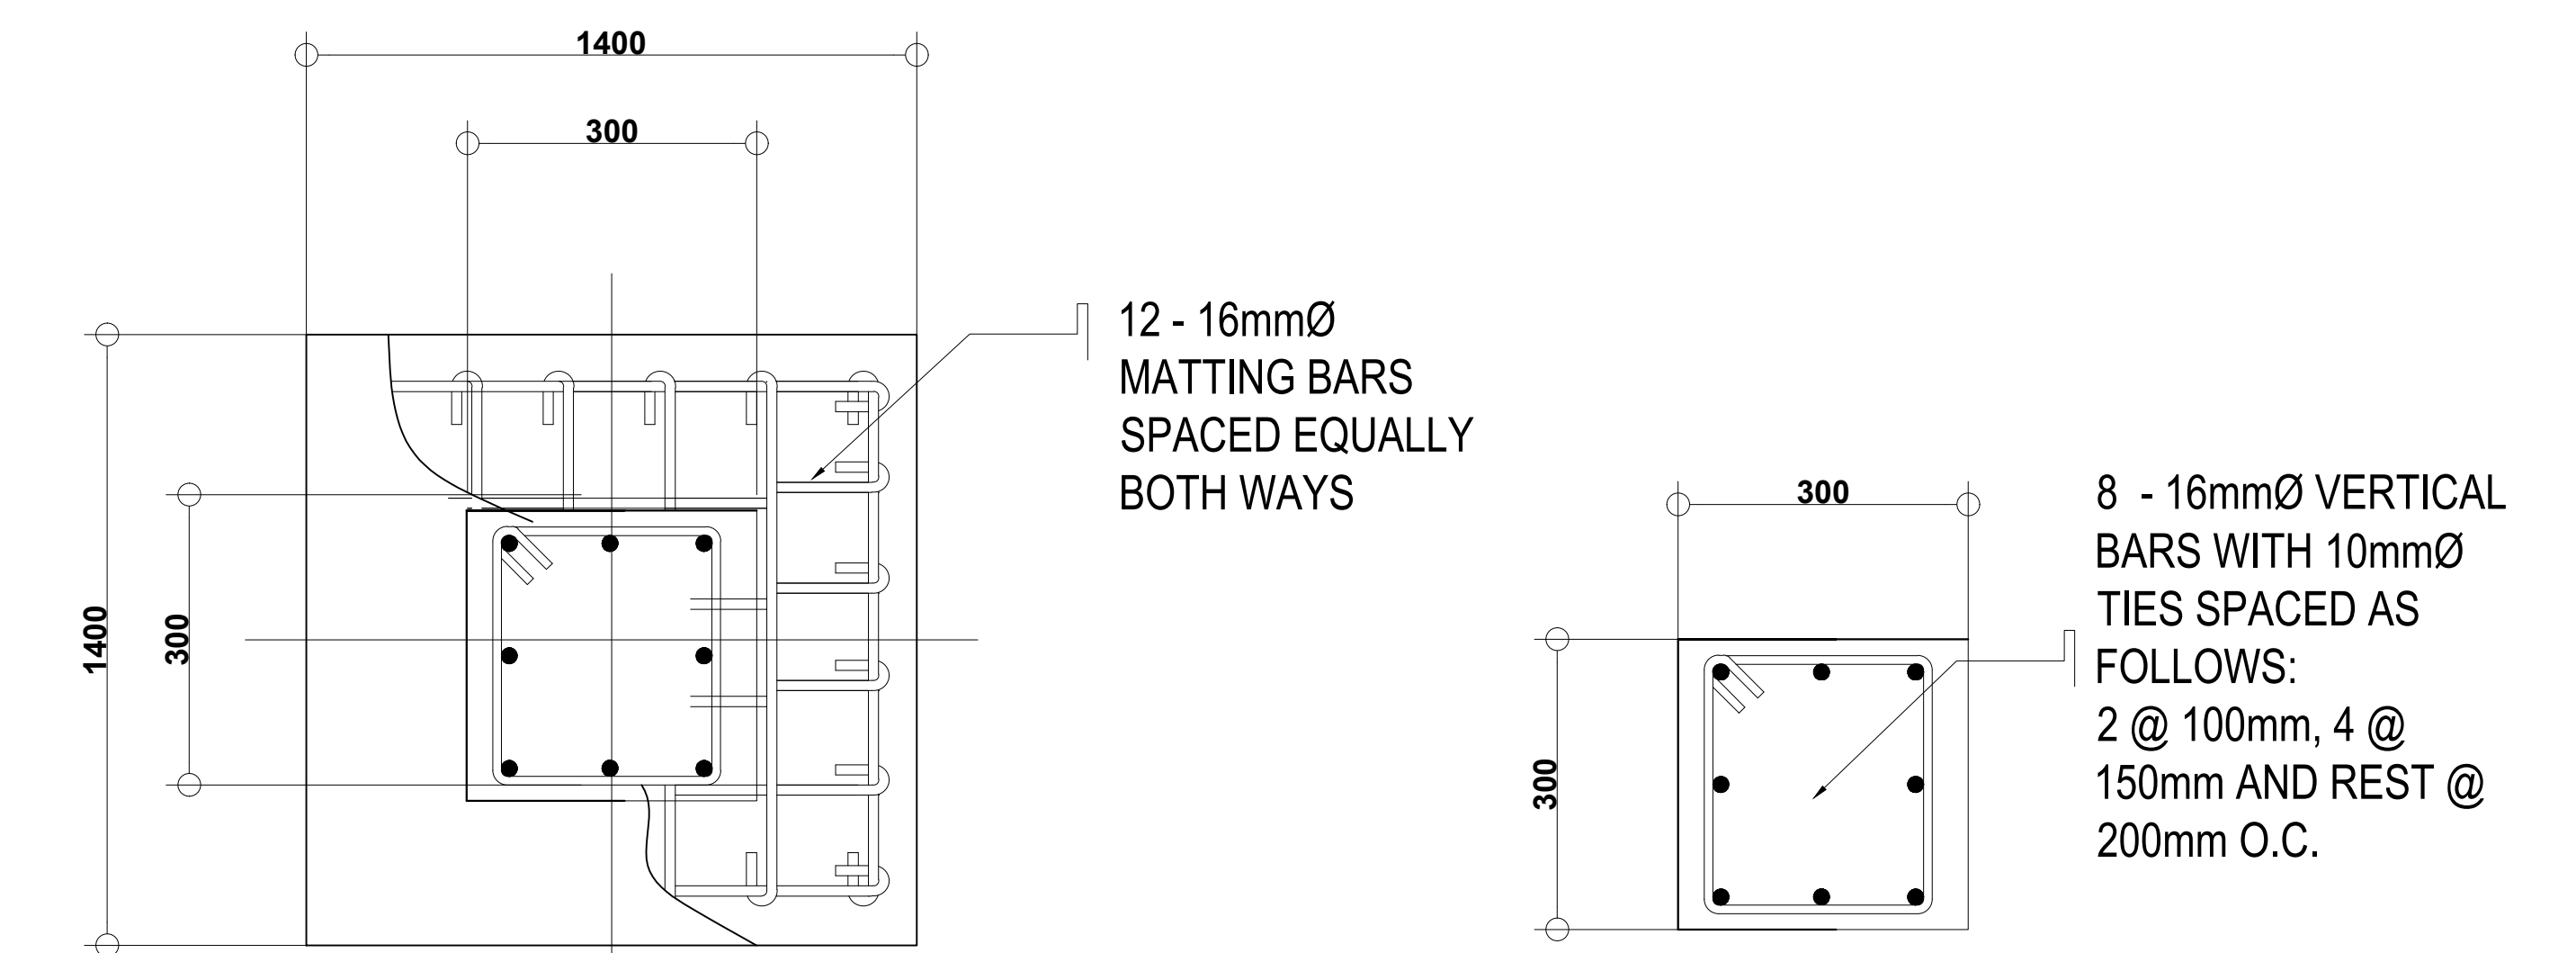 1400
300
1400
300
12 - 16mmØ
MATTING BARS
SPACED EQUALLY
BOTH WAYS
300
300
8 - 16mmØ VERTICAL
BARS WITH 10mmØ
TIES SPACED AS
FOLLOWS:
2 @ 100mm, 4 @
150mm AND REST @
200mm O.C.